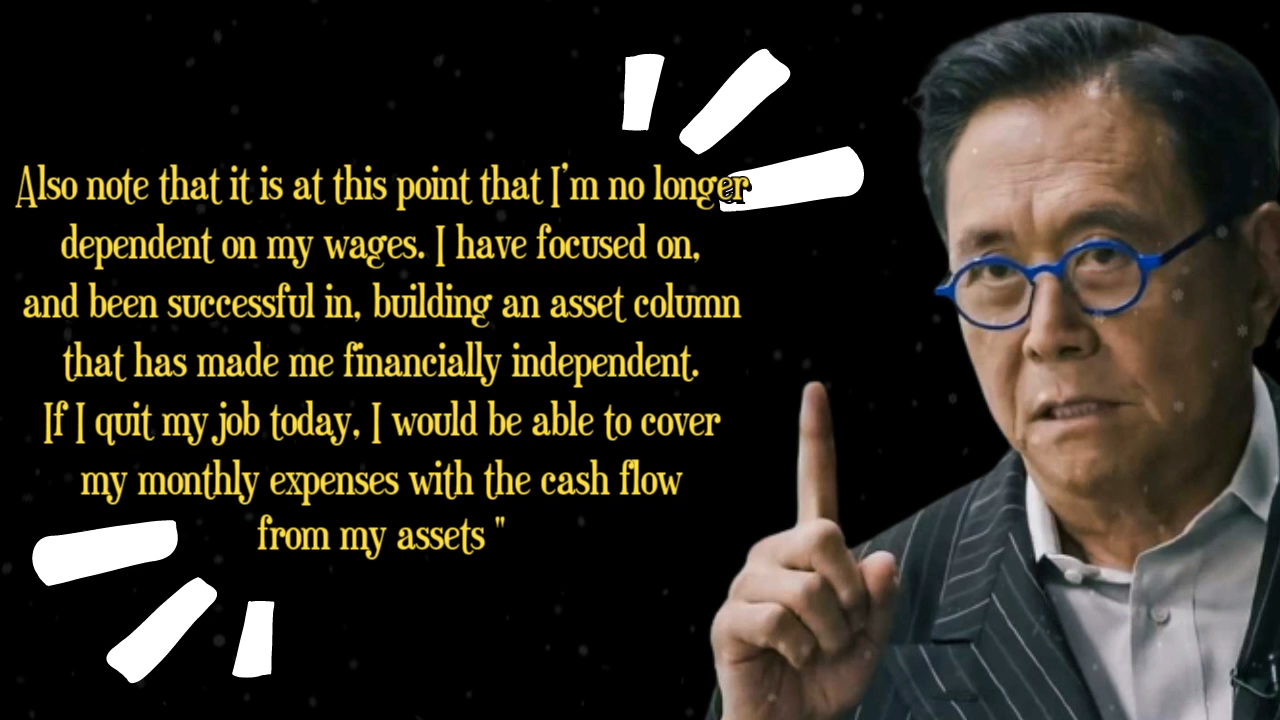 Also note that it is at this point that I'm no longer
dependent on my wages. I have focused on,
and been successful in, building an asset column
that has made me financially independent.
If I quit my job today, I would be able to cover
my monthly expenses with the cash flow
from my assets "